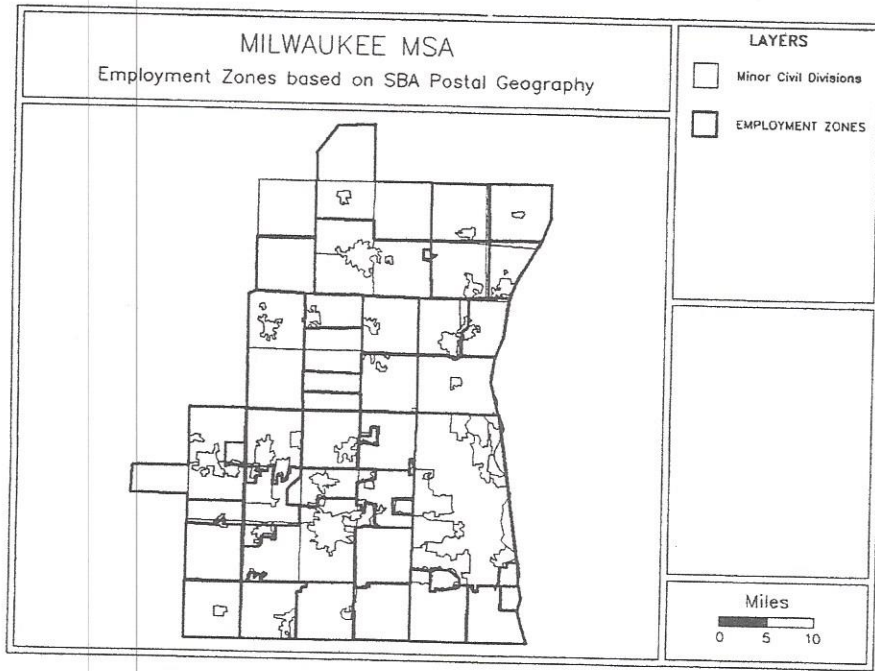 MILWAUKEE MSA
Employment Zones based on SBA Postal Geography
LAYERS
Minor Civil Divisions
EMPLOYMENT ZONES
Miles
0 5 10